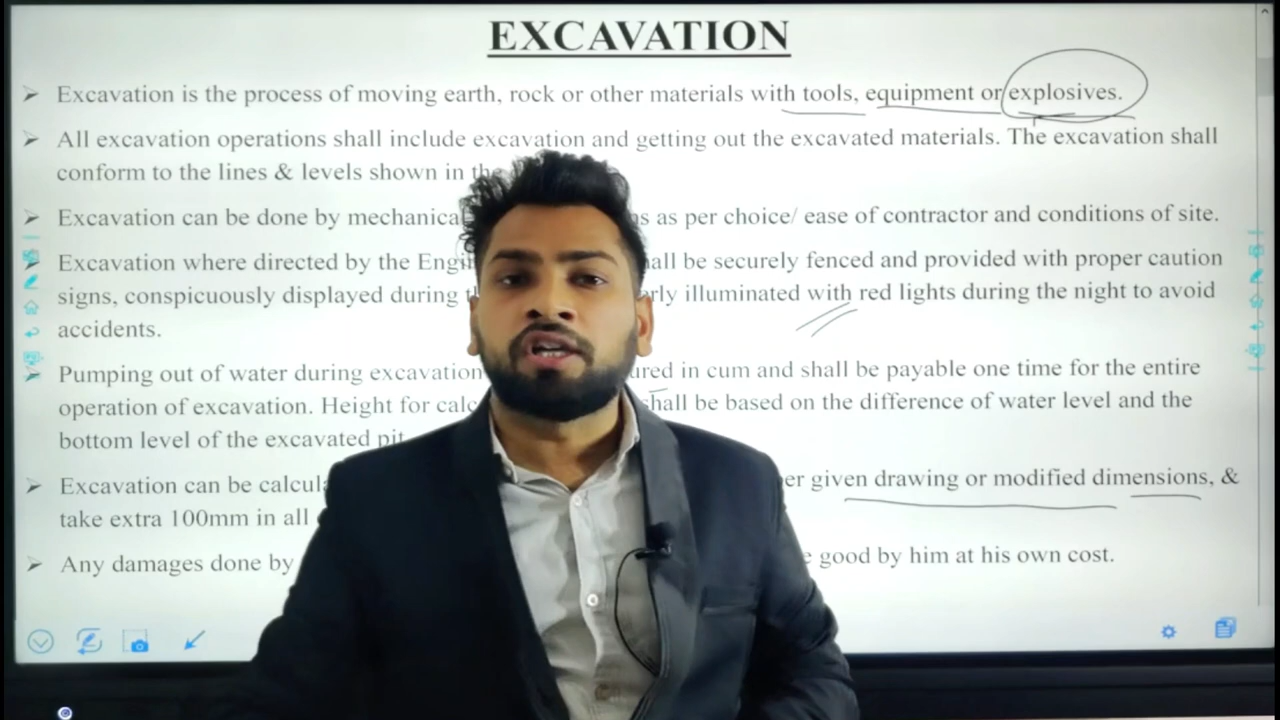 EXCAVATION
➤ Excavation is the process of moving earth, rock or other materials with tools, equipment or explosives.
➤ All excavation operations shall include excavation and getting out the excavated materials. The excavation shall
conform to the lines & levels shown in the
➤ Excavation can be done by mechanical as per choice/ ease of contractor and conditions of site.
➤ Excavation where directed by the shall be securely fenced and provided with proper caution
signs, conspicuously displayed during illuminated with red lights during the night to avoid
accidents.
➤ Pumping out of water during excavation in cum and shall be payable one time for the entire
operation of excavation. Height for shall be based on the difference of water level and the
bottom level of the excavated pit
➤ Excavation can be given drawing or modified dimensions, &
take extra 100mm in all
➤ Any damages done by good by him at his own cost.